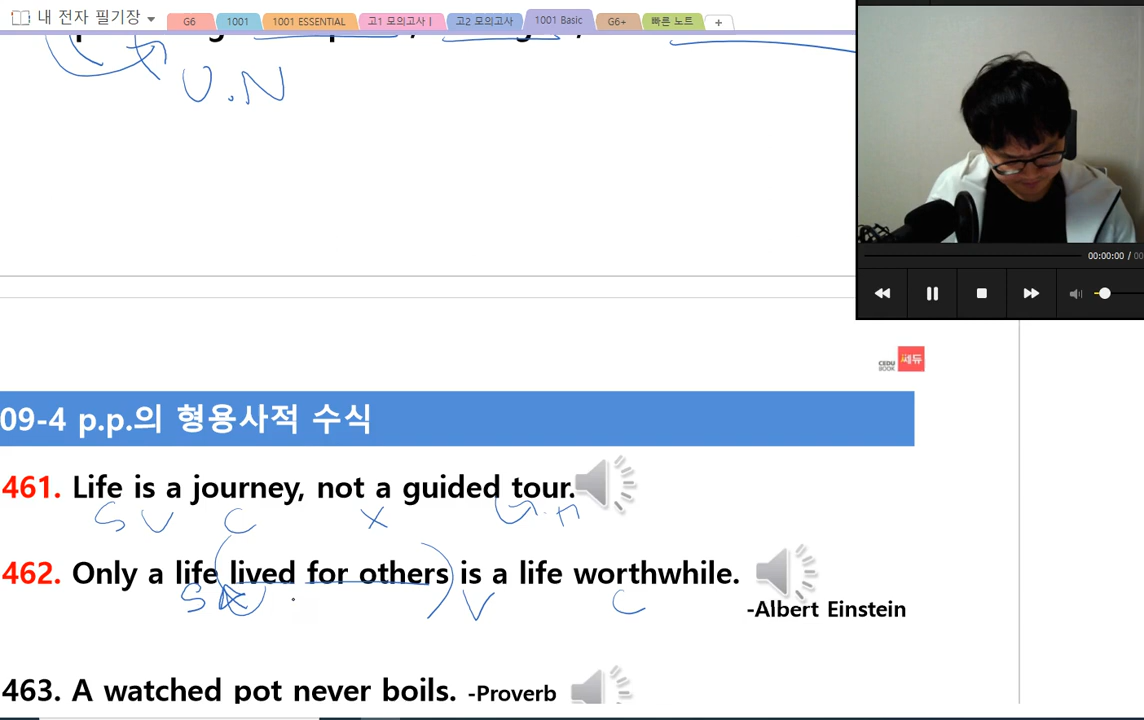 내 전자 필기장 G6 1001 1001 ESSENTIAL 고1 모의고사 I 고2 모의고사 1001 Basic G6+ 빠른 노트 +
V.N
00:00:00 / 00
CEDU BOOK 쎄듀
09-4 p.p.의 형용사적 수식
461. Life is a journey, not a guided tour.
S V C X
462. Only a life lived for others is a life worthwhile.
S V C
-Albert Einstein
463. A watched pot never boils. -Proverb